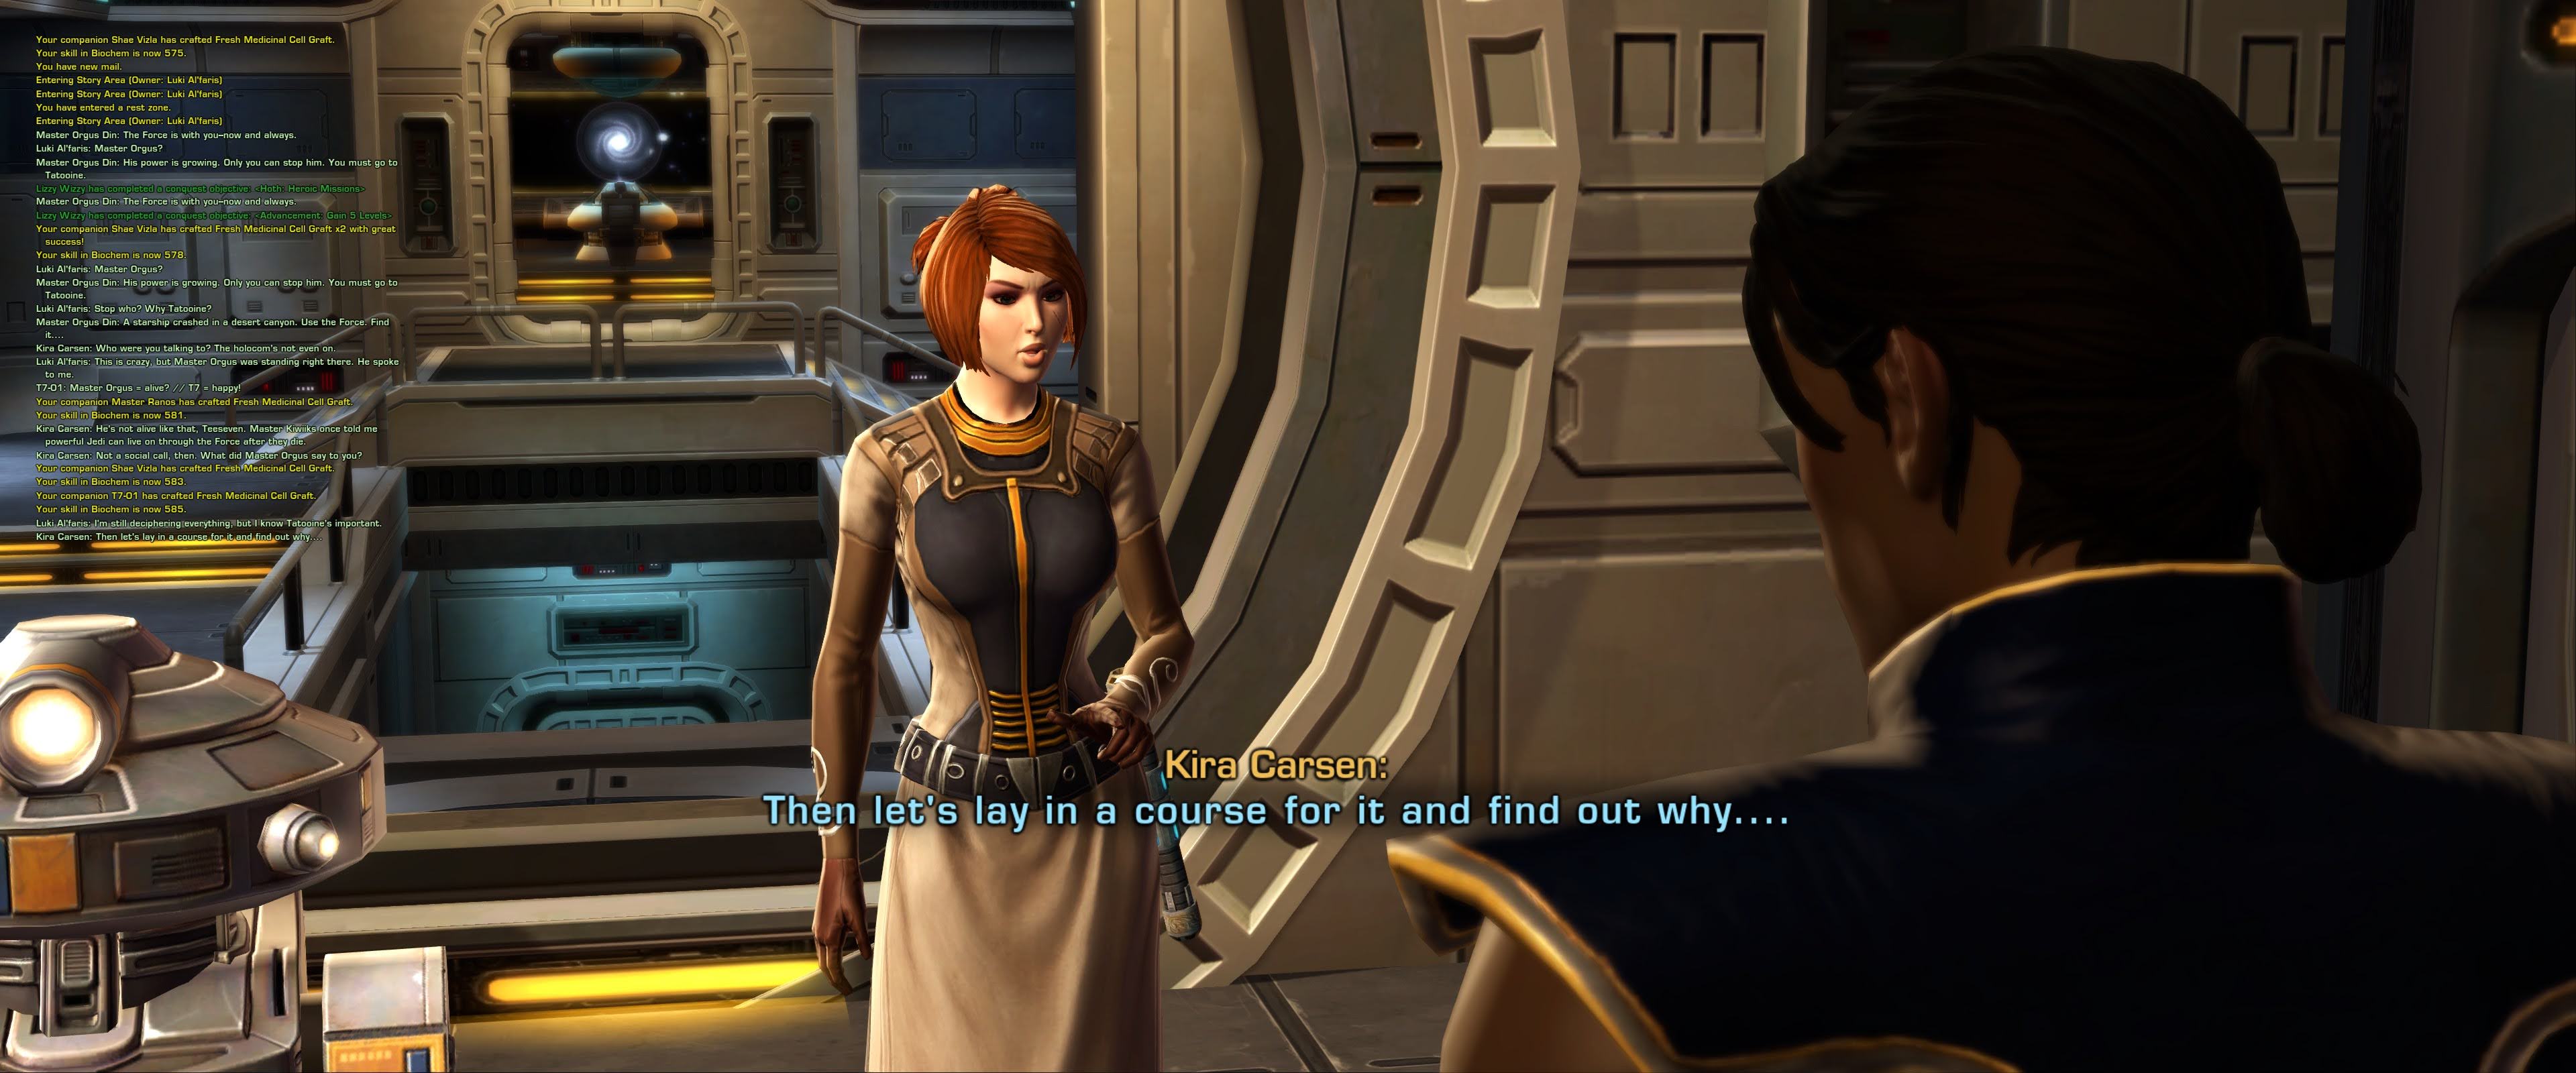 Your companion Shae Vizla has crafted Fresh Medicinal Cell Graft.
Your skill in Biochem is now 575.
You have new mail.
Entering Story Area (Owner: Luki Al'faris)
Entering Story Area (Owner: Luki Al'faris)
You have entered a rest zone.
Entering Story Area (Owner: Luki Al'faris)
Master Orgus Din: The Force is with you–now and always.
Luki Al'faris: Master Orgus?
Master Orgus Din: His power is growing. Only you can stop him. You must go to
Tatooine.
Lizzy Wizzy has completed a conquest objective: <Hoth: Heroic Missions>
Master Orgus Din: The Force is with you–now and always.
Lizzy Wizzy has completed a conquest objective: <Advancement: Gain 5 Levels>
Your companion Shae Vizla has crafted Fresh Medicinal Cell Graft x2 with great
success!
Your skill in Biochem is now 578.
Luki Al'faris: Master Orgus?
Master Orgus Din: His power is growing. Only you can stop him. You must go to
Tatooine.
Luki Al'faris: Stop who? Why Tatooine?
Master Orgus Din: A starship crashed in a desert canyon. Use the Force. Find
it....
Kira Carsen: Who were you talking to? The holocom's not even on.
Luki Al'faris: This is crazy, but Master Orgus was standing right there. He spoke
to me.
T7-01: Master Orgus = alive? // T7 = happy!
Your companion Master Ranos has crafted Fresh Medicinal Cell Graft.
Your skill in Biochem is now 581.
Kira Carsen: He's not alive like that, Teeseven. Master Kiwiiks once told me
powerful Jedi can live on through the Force after they die.
Kira Carsen: Not a social call, then. What did Master Orgus say to you?
Your companion Shae Vizla has crafted Fresh Medicinal Cell Graft.
Your skill in Biochem is now 583.
Your companion T7-01 has crafted Fresh Medicinal Cell Graft.
Your skill in Biochem is now 585.
Luki Al'faris: I'm still deciphering everything, but I know Tatooine's important.
Kira Carsen: Then let's lay in a course for it and find out why....
Kira Carsen:
Then let's lay in a course for it and find out why....